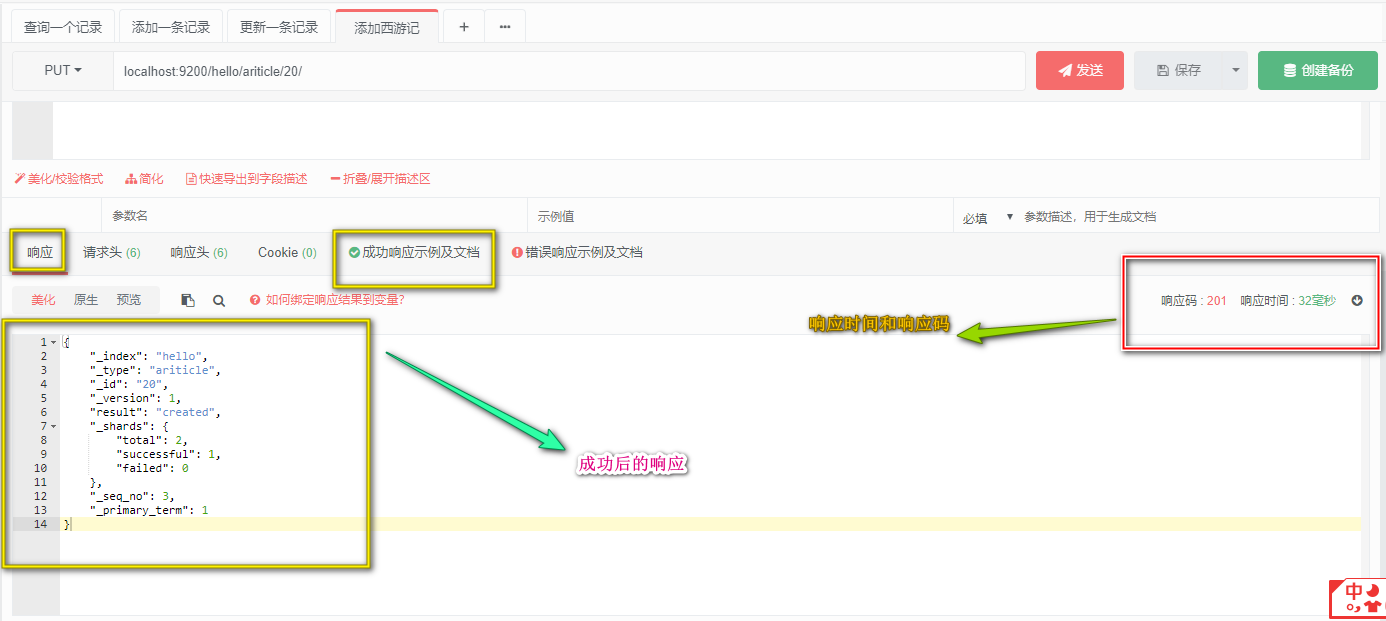 查询一个记录 添加一条记录 更新一条记录 添加西游记 + ···
PUT localhost:9200/hello/ariticle/20/ 发送 保存 创建备份
美化/校验格式 简化 快速导出到字段描述 折叠/展开描述区
参数名 示例值 必填 参数描述，用于生成文档
响应 请求头 (6) 响应头 (6) Cookie (0) 成功响应示例及文档 错误响应示例及文档
美化 原生 预览 如何绑定响应结果到变量? 响应码 : 201 响应时间 : 32毫秒
响应时间和响应码
1 {
2 "_index": "hello",
3 "_type": "ariticle",
4 "_id": "20",
5 "_version": 1,
6 "result": "created",
7 "_shards": {
8 "total": 2,
9 "successful": 1,
10 "failed": 0
11 },
12 "_seq_no": 3,
13 "_primary_term": 1
14 }
成功后的响应
中